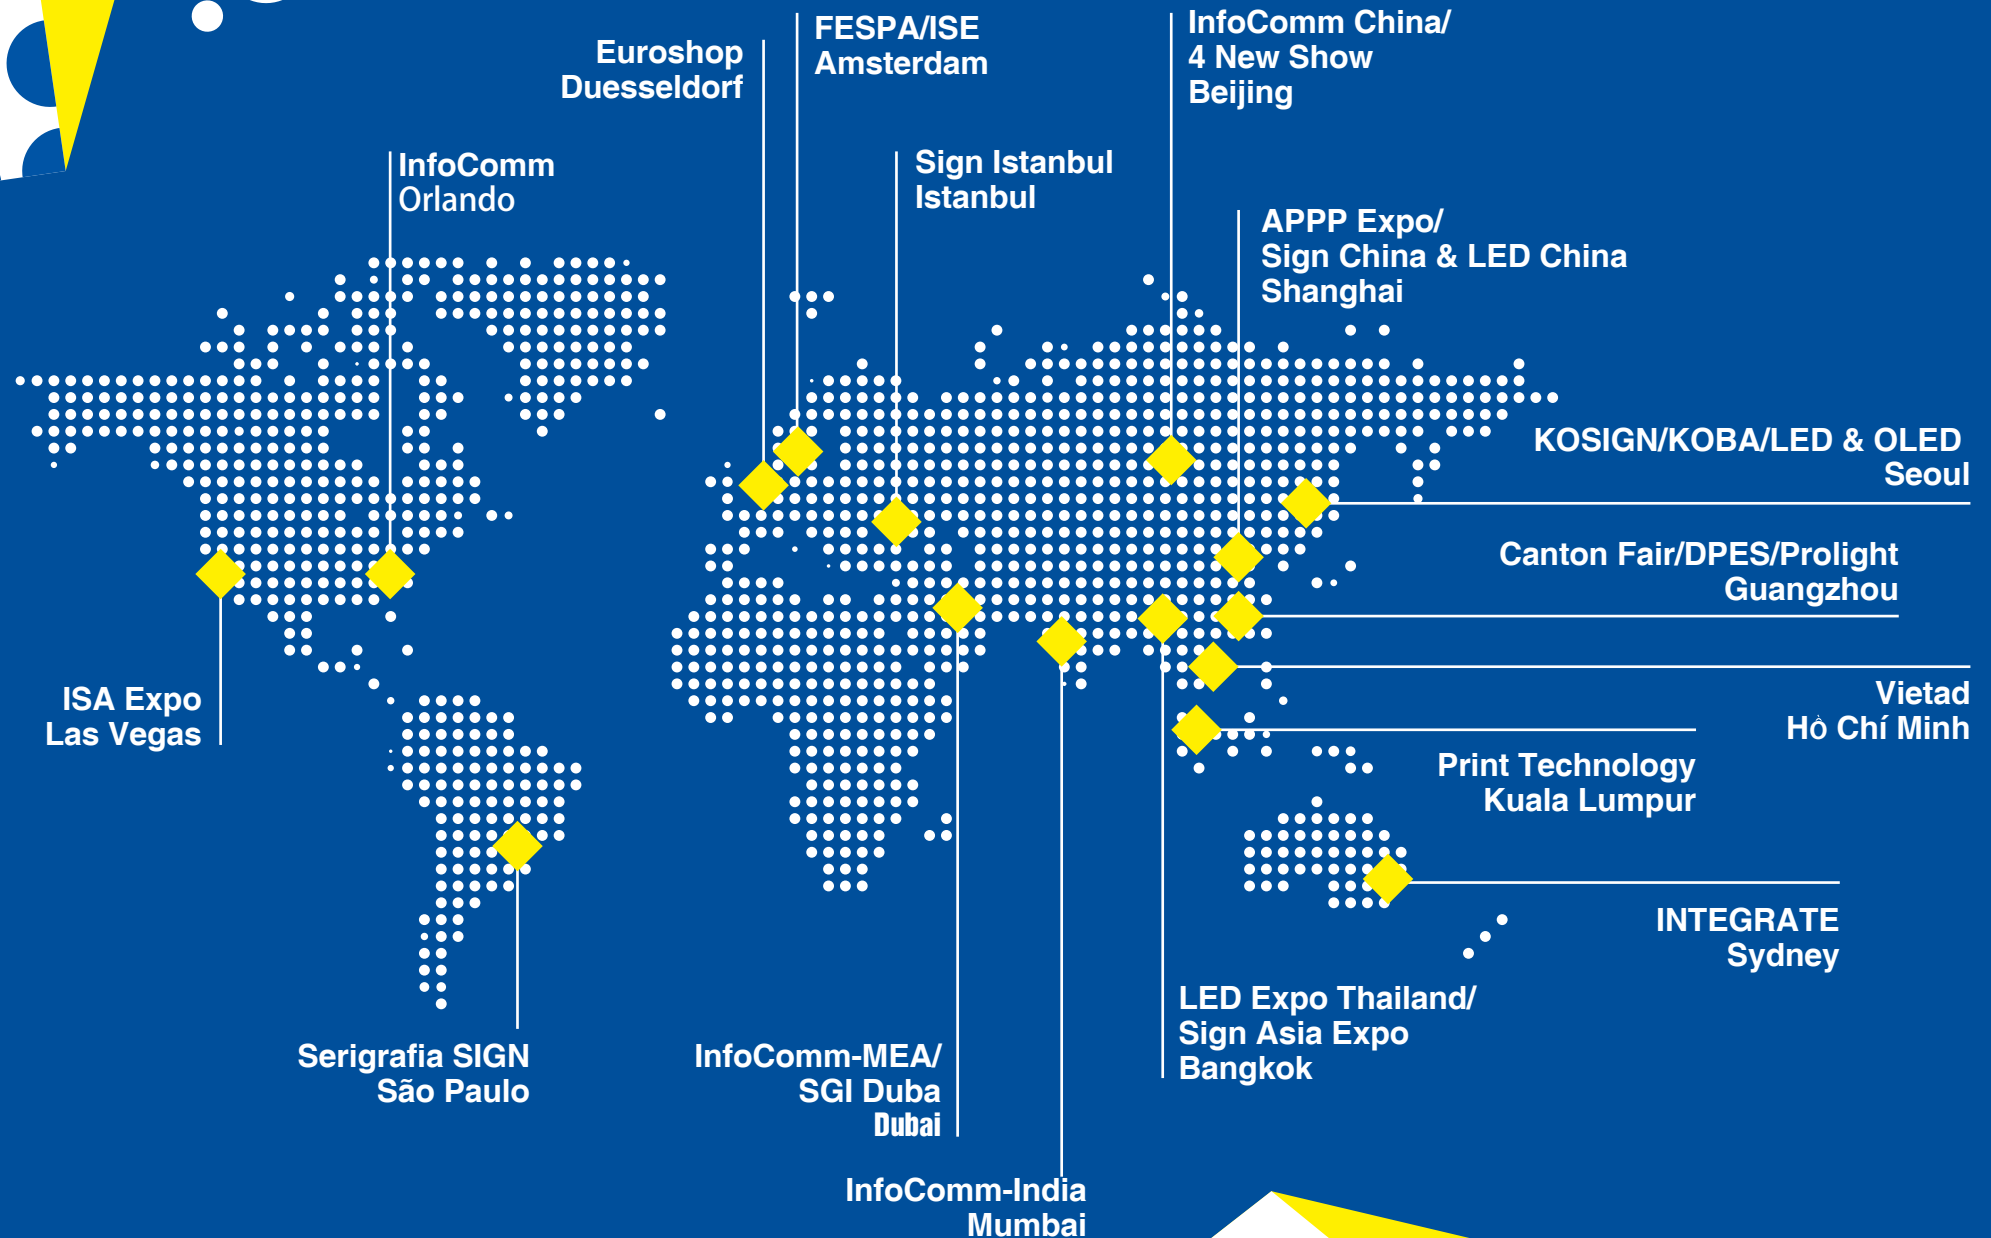 FESPA/ISE
Amsterdam
InfoComm China/
4 New Show
Beijing
Euroshop
Duesseldorf
InfoComm
Orlando
Sign Istanbul
Istanbul
APPP Expo/
Sign China & LED China
Shanghai
KOSIGN/KOBA/LED & OLED
Seoul
Canton Fair/DPES/Prolight
Guangzhou
ISA Expo
Las Vegas
Vietad
Hồ Chí Minh
Print Technology
Kuala Lumpur
INTEGRATE
Sydney
LED Expo Thailand/
Sign Asia Expo
Bangkok
Serigrafia SIGN
São Paulo
InfoComm-MEA/
SGI Duba
Dubai
InfoComm-India
Mumbai